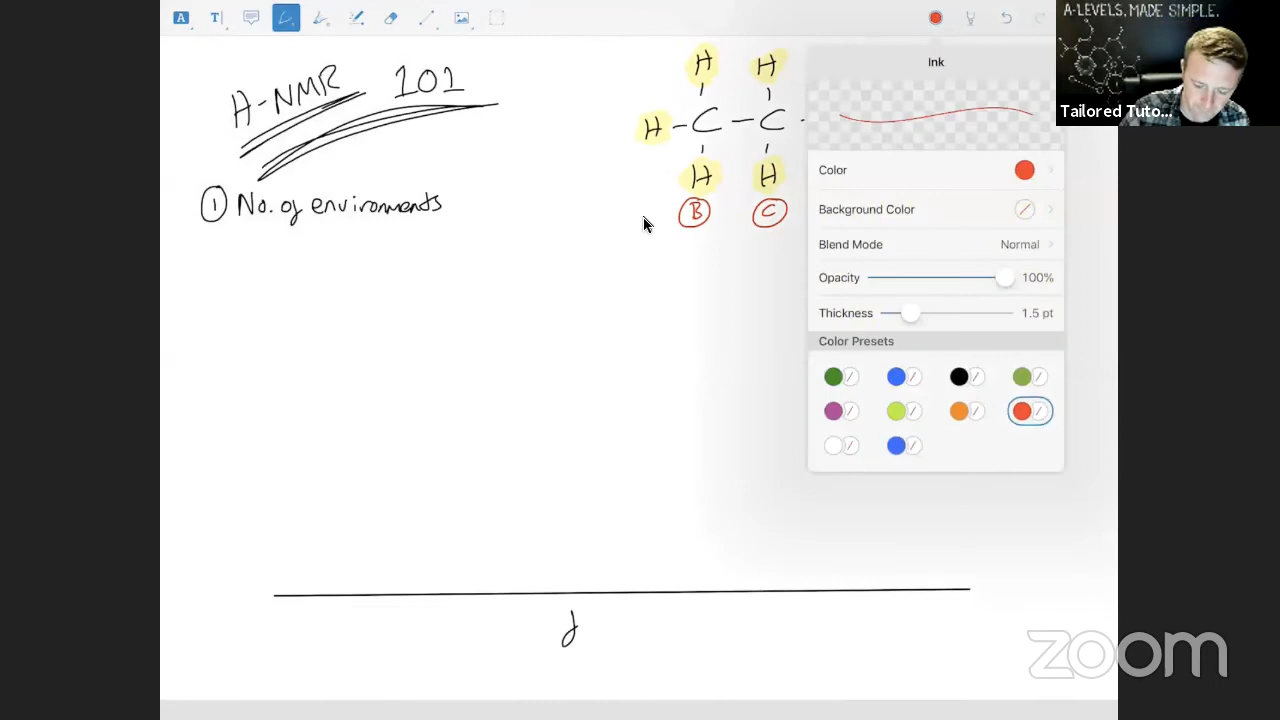 A
T
A-LEVELS. MADE SIMPLE.
Tailored Tuto...
H-NMR 101
① No. of environments
H H
H - C - C -
H H
Ⓑ Ⓒ
Ink
Color
Background Color
Blend Mode Normal
Opacity 100%
Thickness 1.5 pt
Color Presets
δ
zoom